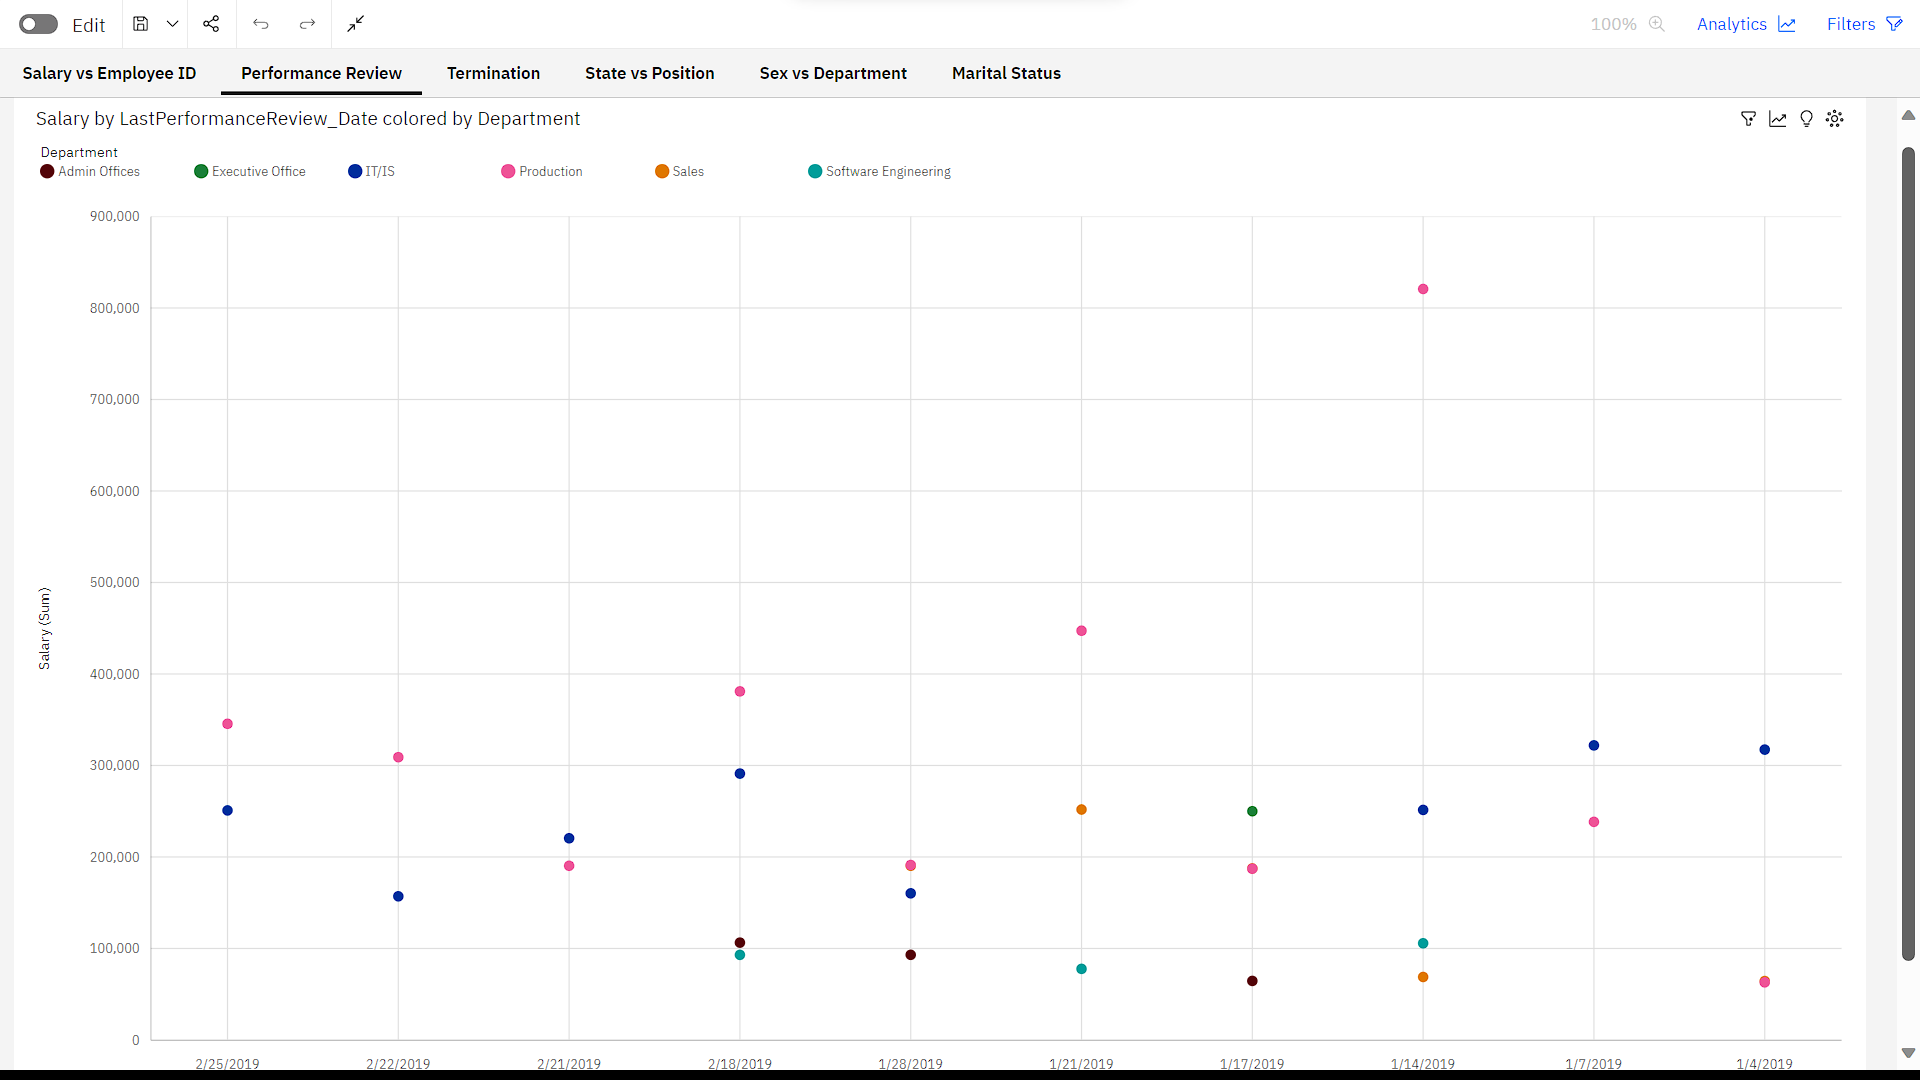 Edit
100%
Analytics
Filters
Salary vs Employee ID
Performance Review
Termination
State vs Position
Sex vs Department
Marital Status
Salary by LastPerformanceReview_Date colored by Department
Department
Admin Offices
Executive Office
IT/IS
Production
Sales
Software Engineering
Salary (Sum)
900,000
800,000
700,000
600,000
500,000
400,000
300,000
200,000
100,000
0
2/25/2019
2/22/2019
2/21/2019
2/18/2019
1/28/2019
1/21/2019
1/17/2019
1/14/2019
1/7/2019
1/4/2019